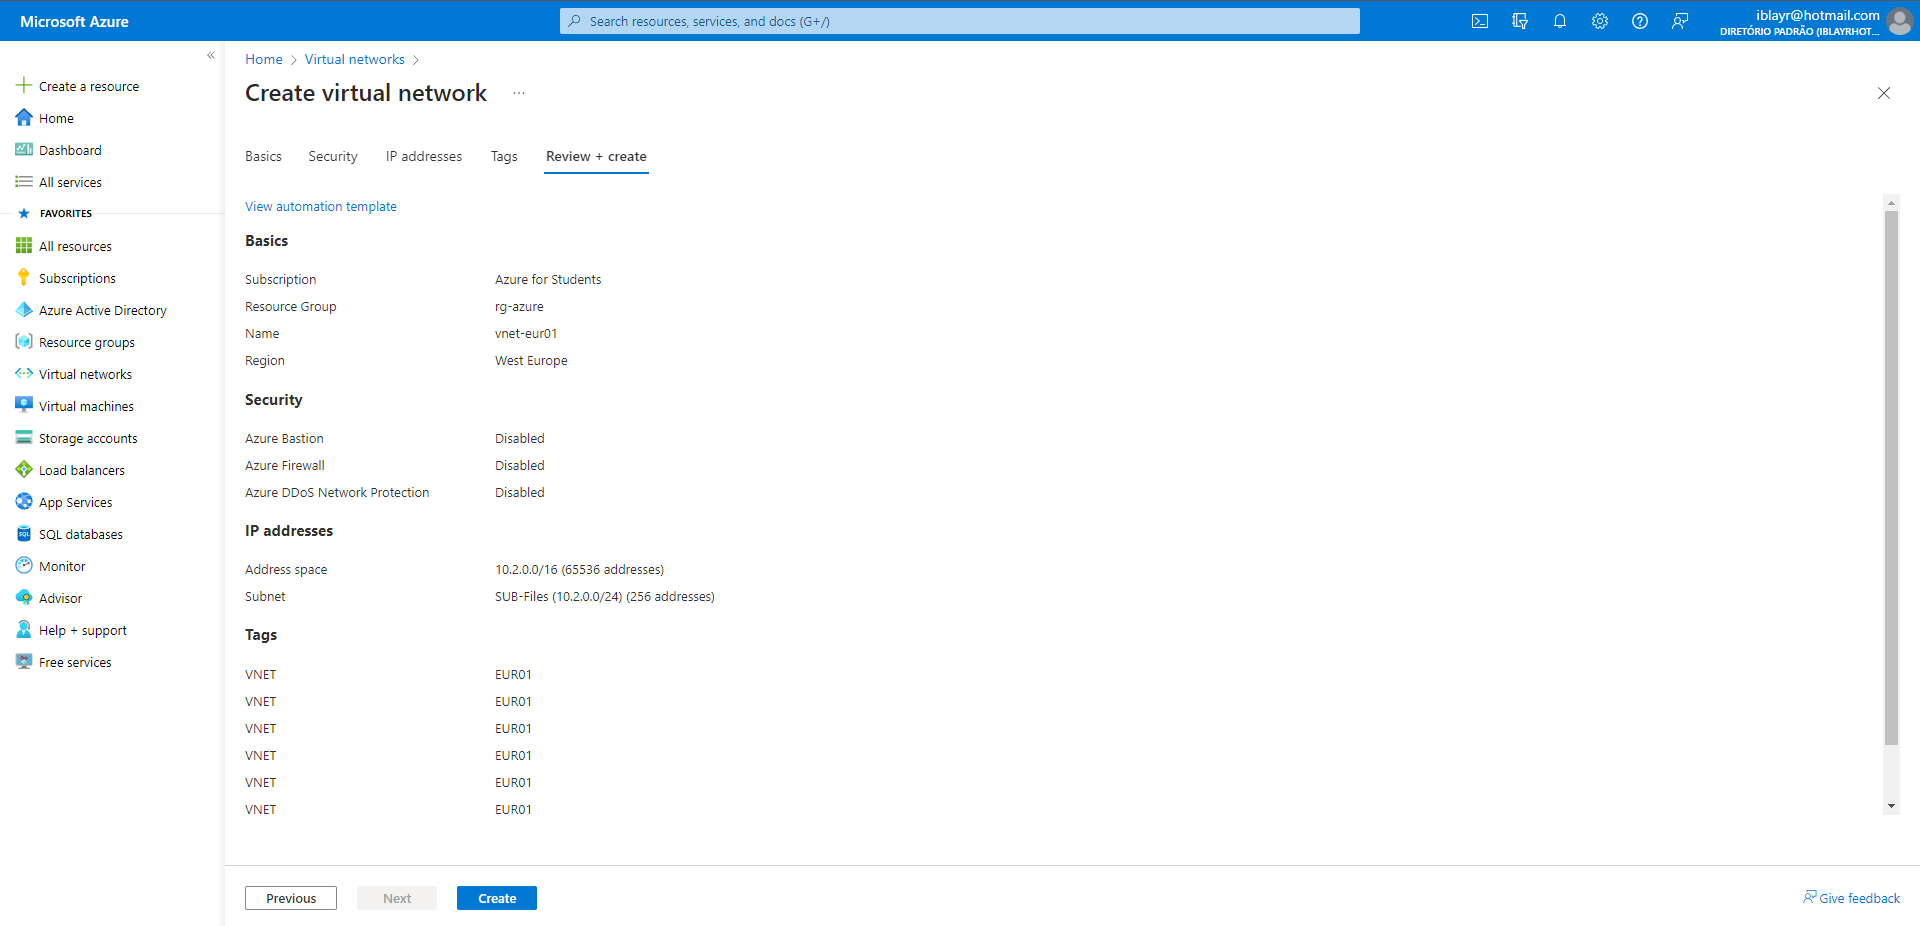 Microsoft Azure
Search resources, services, and docs (G+/)
iblayr@hotmail.com
DIRETÓRIO PADRÃO (IBLAYRHOT...
«
Create a resource
Home
Dashboard
All services
FAVORITES
All resources
Subscriptions
Azure Active Directory
Resource groups
Virtual networks
Virtual machines
Storage accounts
Load balancers
App Services
SQL databases
Monitor
Advisor
Help + support
Free services
Home > Virtual networks >
Create virtual network ...
Basics Security IP addresses Tags Review + create
View automation template
Basics
Subscription Azure for Students
Resource Group rg-azure
Name vnet-eur01
Region West Europe
Security
Azure Bastion Disabled
Azure Firewall Disabled
Azure DDoS Network Protection Disabled
IP addresses
Address space 10.2.0.0/16 (65536 addresses)
Subnet SUB-Files (10.2.0.0/24) (256 addresses)
Tags
VNET EUR01
VNET EUR01
VNET EUR01
VNET EUR01
VNET EUR01
VNET EUR01
Previous Next Create
Give feedback